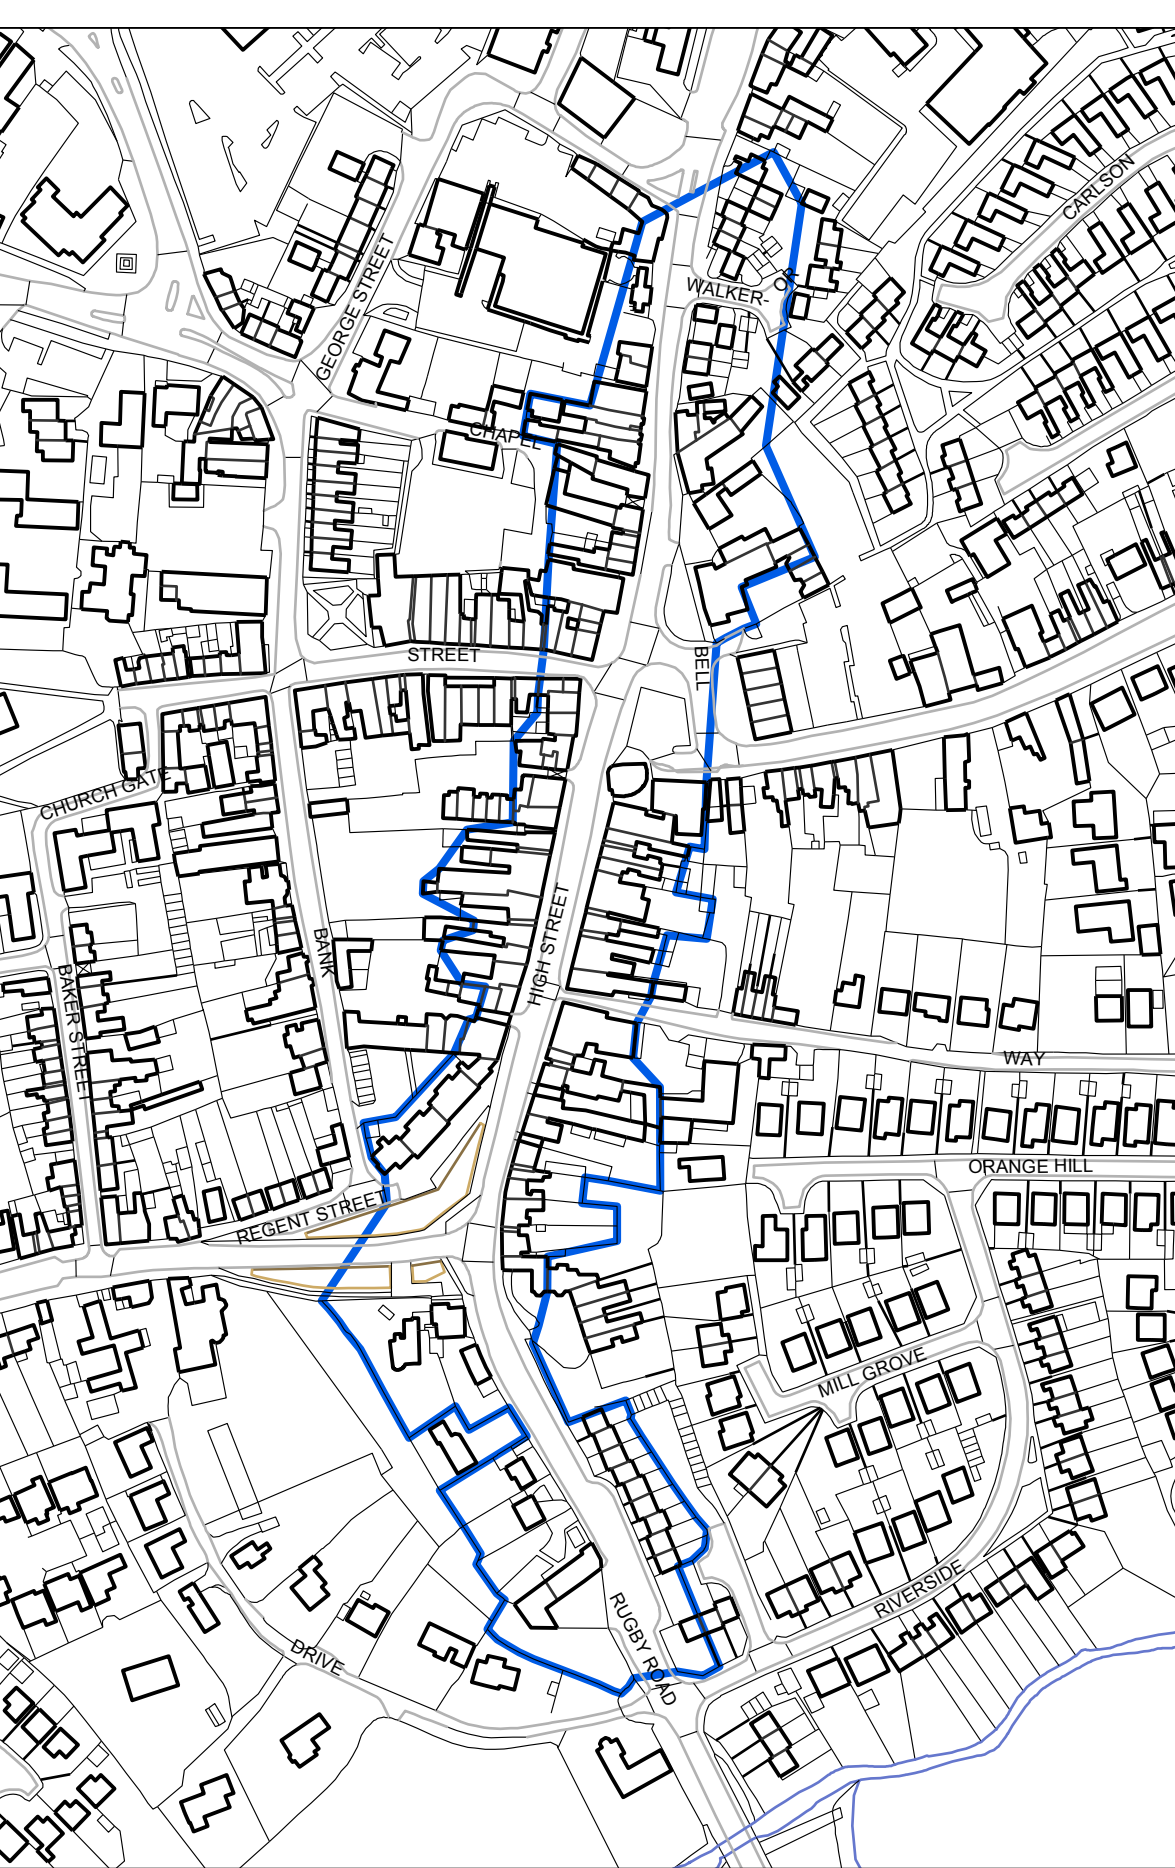 CARLSON
GEORGE STREET
WALKER-
OR
CHAPEL
STREET
BELL
CHURCH GATE
HIGH STREET
BANK
BAKER STREET
WAY
ORANGE HILL
REGENT STREET
MILL GROVE
RIVERSIDE
RUGBY ROAD
DRIVE